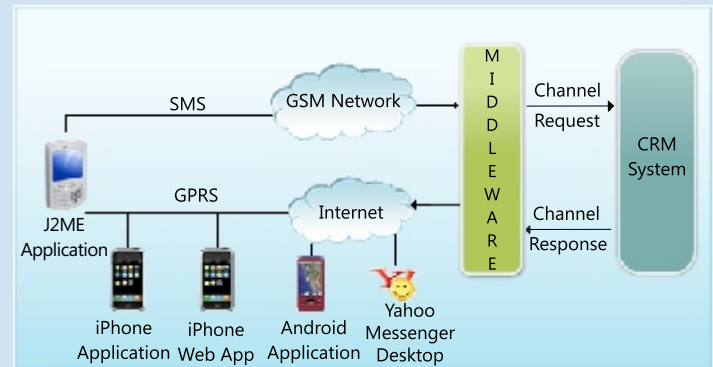 SMS
GSM Network
M
I
D
D
L
E
W
A
R
E
Channel
Request
CRM
System
GPRS
Internet
Channel
Response
J2ME
Application
iPhone
Application
iPhone
Web App
Android
Application
Y!
Yahoo
Messenger
Desktop